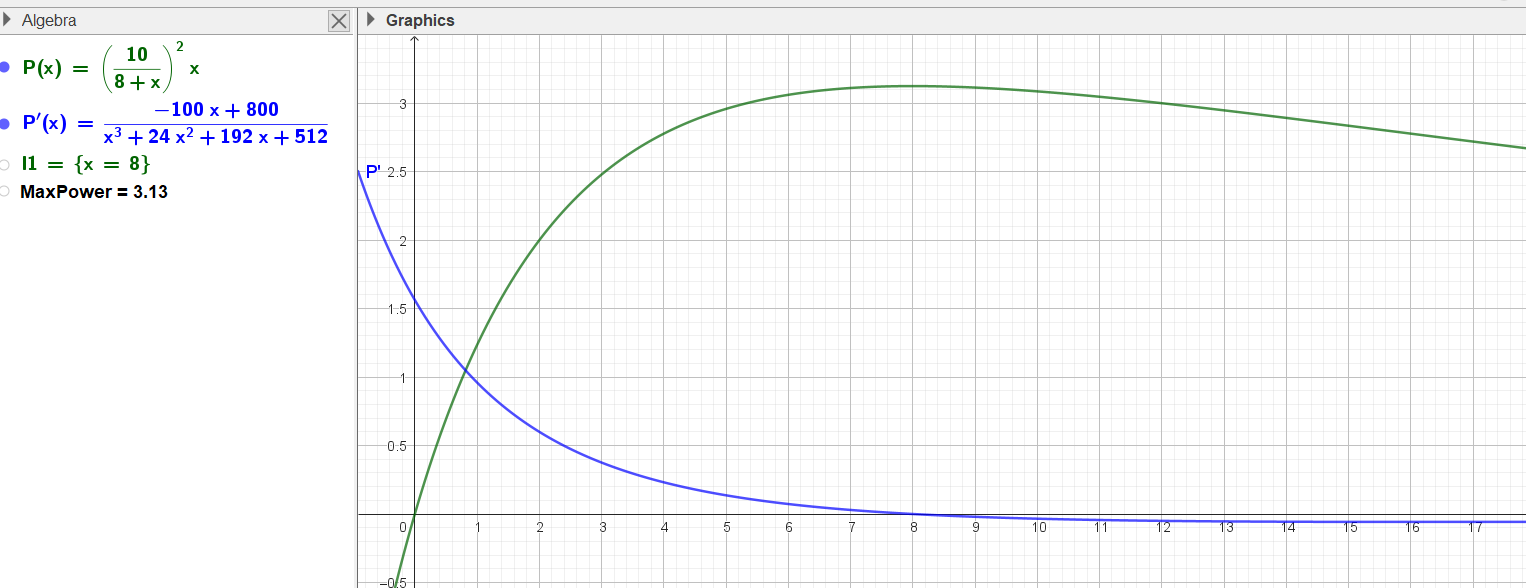 Algebra
Graphics
P(x) = (10/(8 + x))² x
P′(x) = (−100 x + 800)/(x³ + 24 x² + 192 x + 512)
l1 = {x = 8}
MaxPower = 3.13
3
P' 2.5
2
1.5
1
0.5
0 1 2 3 4 5 6 7 8 9 10 11 12 13 14 15 16 17
−0.5